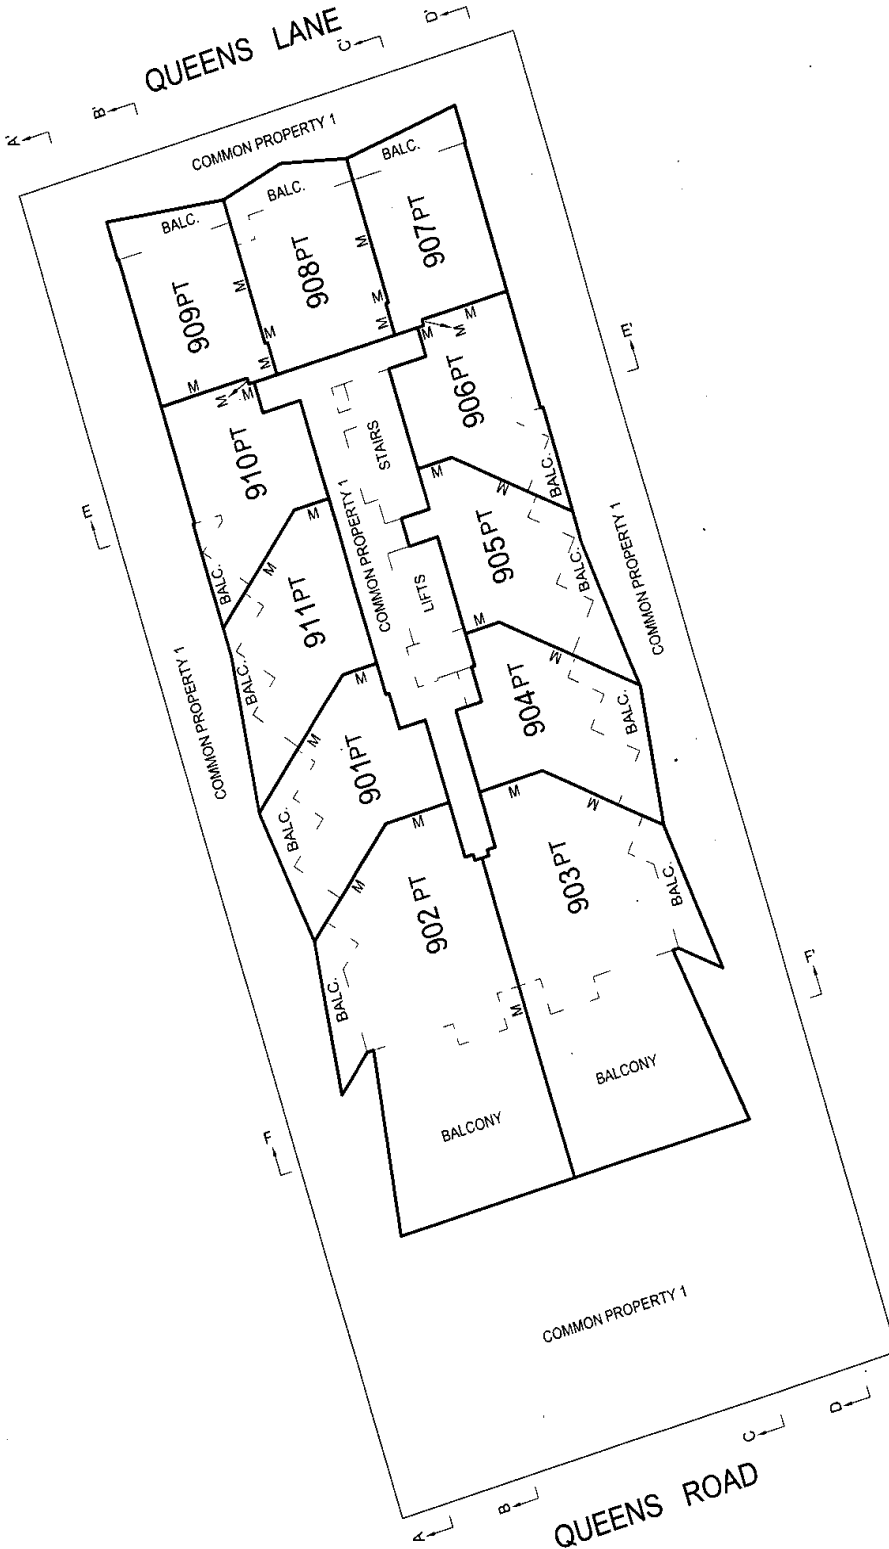 QUEENS LANE
A'
B'
C'
D'
COMMON PROPERTY 1
BALC.
BALC.
BALC.
909PT
908PT
907PT
M
M
M
M
M
M
M
M
M
M
M
M
M
E
E'
910PT
906PT
STAIRS
BALC.
BALC.
M
M
M
M
911PT
905PT
COMMON PROPERTY 1
LIFTS
BALC.
BALC.
COMMON PROPERTY 1
COMMON PROPERTY 1
M
M
M
M
901PT
904PT
BALC.
BALC.
M
M
M
M
902 PT
903PT
BALC.
BALC.
M
F
F'
BALCONY
BALCONY
COMMON PROPERTY 1
A
B
C
D
QUEENS ROAD